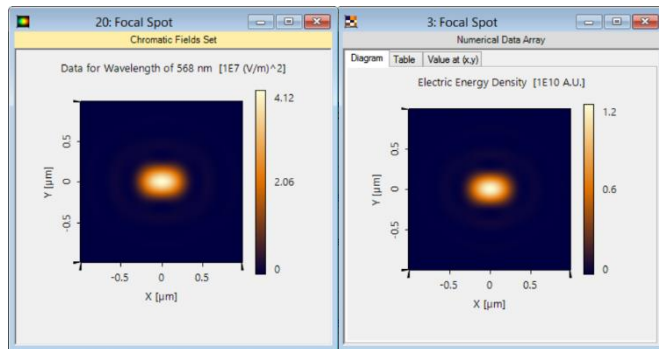 20: Focal Spot
Chromatic Fields Set
Data for Wavelength of 568 nm [1E7 (V/m)^2]
4.12
2.06
0
0.5
0
-0.5
Y [µm]
-0.5
0
0.5
X [µm]
3: Focal Spot
Numerical Data Array
Diagram Table Value at (x,y)
Electric Energy Density [1E10 A.U.]
1.2
0.6
0
0.5
0
-0.5
Y [µm]
-0.5
0
0.5
X [µm]